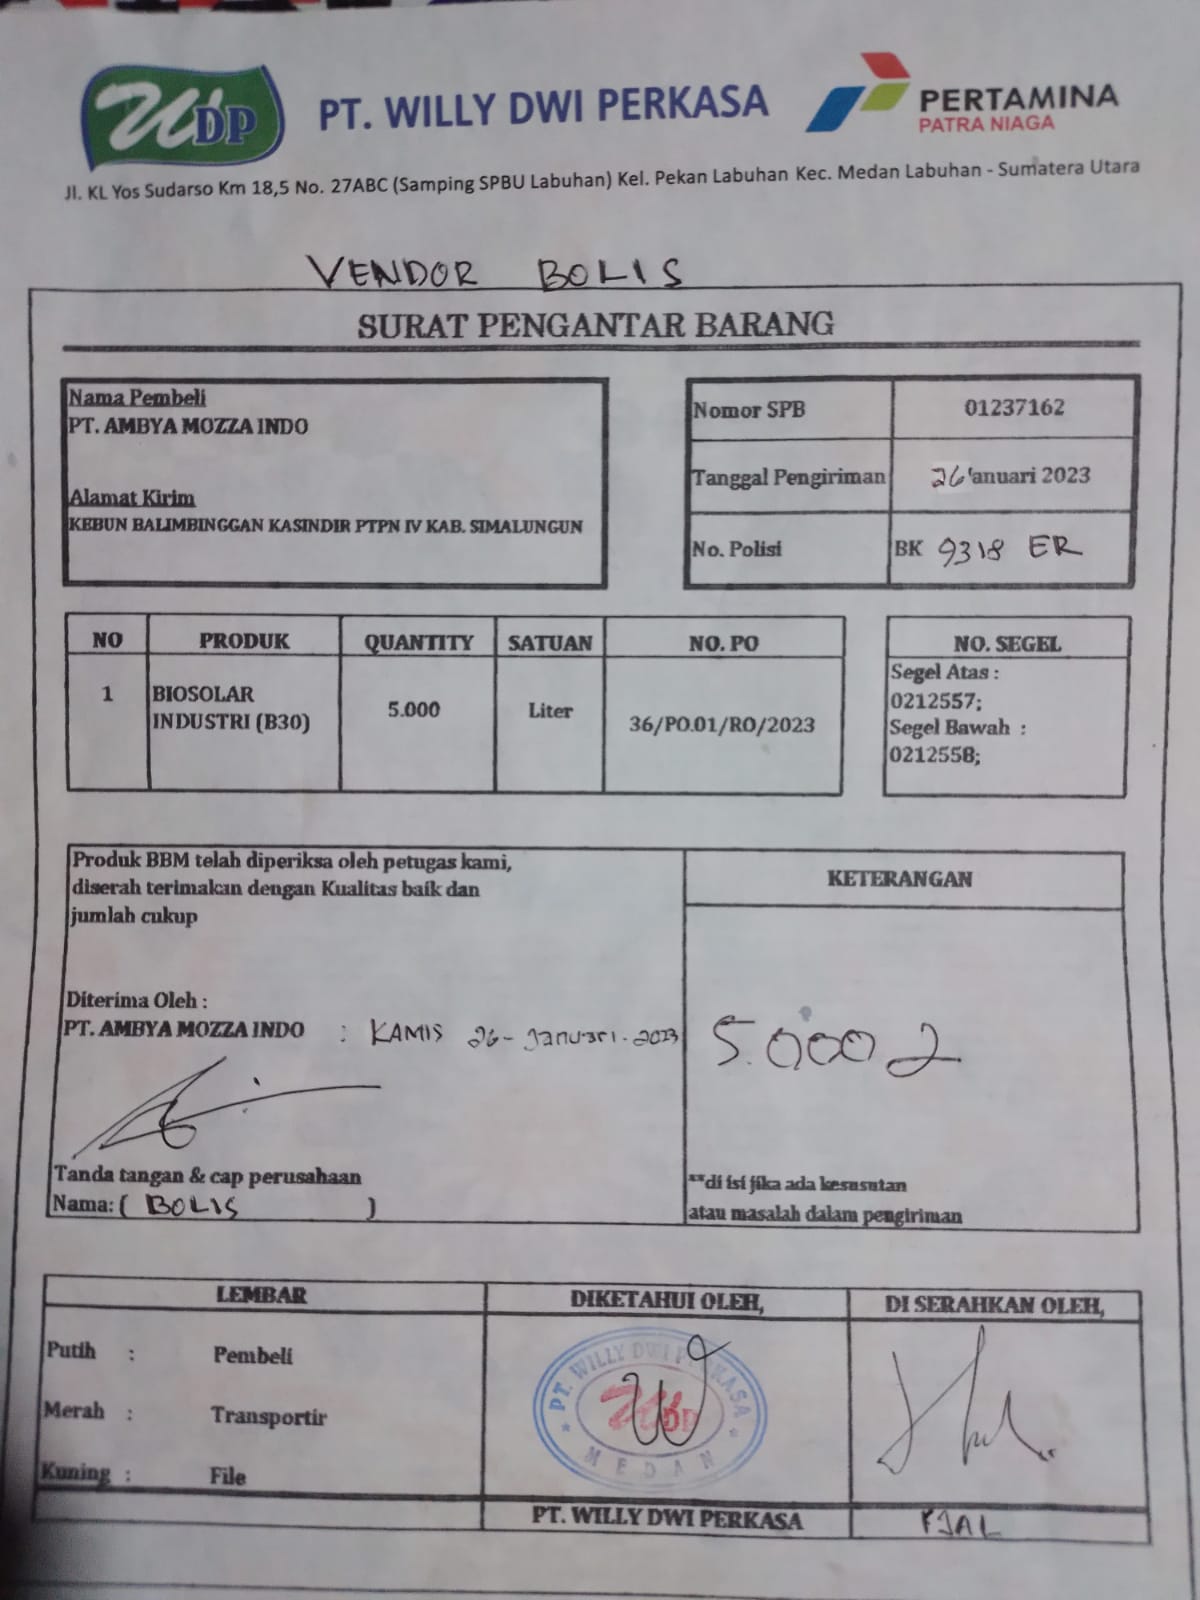 WDP
PT. WILLY DWI PERKASA
PERTAMINA
PATRA NIAGA
Jl. KL Yos Sudarso Km 18,5 No. 27ABC (Samping SPBU Labuhan) Kel. Pekan Labuhan Kec. Medan Labuhan - Sumatera Utara
VENDOR BOLIS
SURAT PENGANTAR BARANG
Nama Pembeli
PT. AMBYA MOZZA INDO
Alamat Kirim
KEBUN BALIMBINGGAN KASINDIR PTPN IV KAB. SIMALUNGUN
Nomor SPB 01237162
Tanggal Pengiriman 26 'anuari 2023
No. Polisi BK 9318 ER
NO PRODUK QUANTITY SATUAN NO. PO
1 BIOSOLAR INDUSTRI (B30) 5.000 Liter 36/PO.01/RO/2023
NO. SEGEL
Segel Atas :
0212557;
Segel Bawah :
0212558;
Produk BBM telah diperiksa oleh petugas kami,
diserah terimakan dengan Kualitas baik dan
jumlah cukup
Diterima Oleh :
PT. AMBYA MOZZA INDO : KAMIS 26-Januari-2023
Tanda tangan & cap perusahaan
Nama: ( BOLIS )
KETERANGAN
5.000
**di isi jika ada kesusutan
atau masalah dalam pengiriman
LEMBAR DIKETAHUI OLEH, DI SERAHKAN OLEH,
Putih : Pembeli
Merah : Transportir
Kuning : File
PT. WILLY DWI PERKASA
WDP
MEDAN
PT. WILLY DWI PERKASA